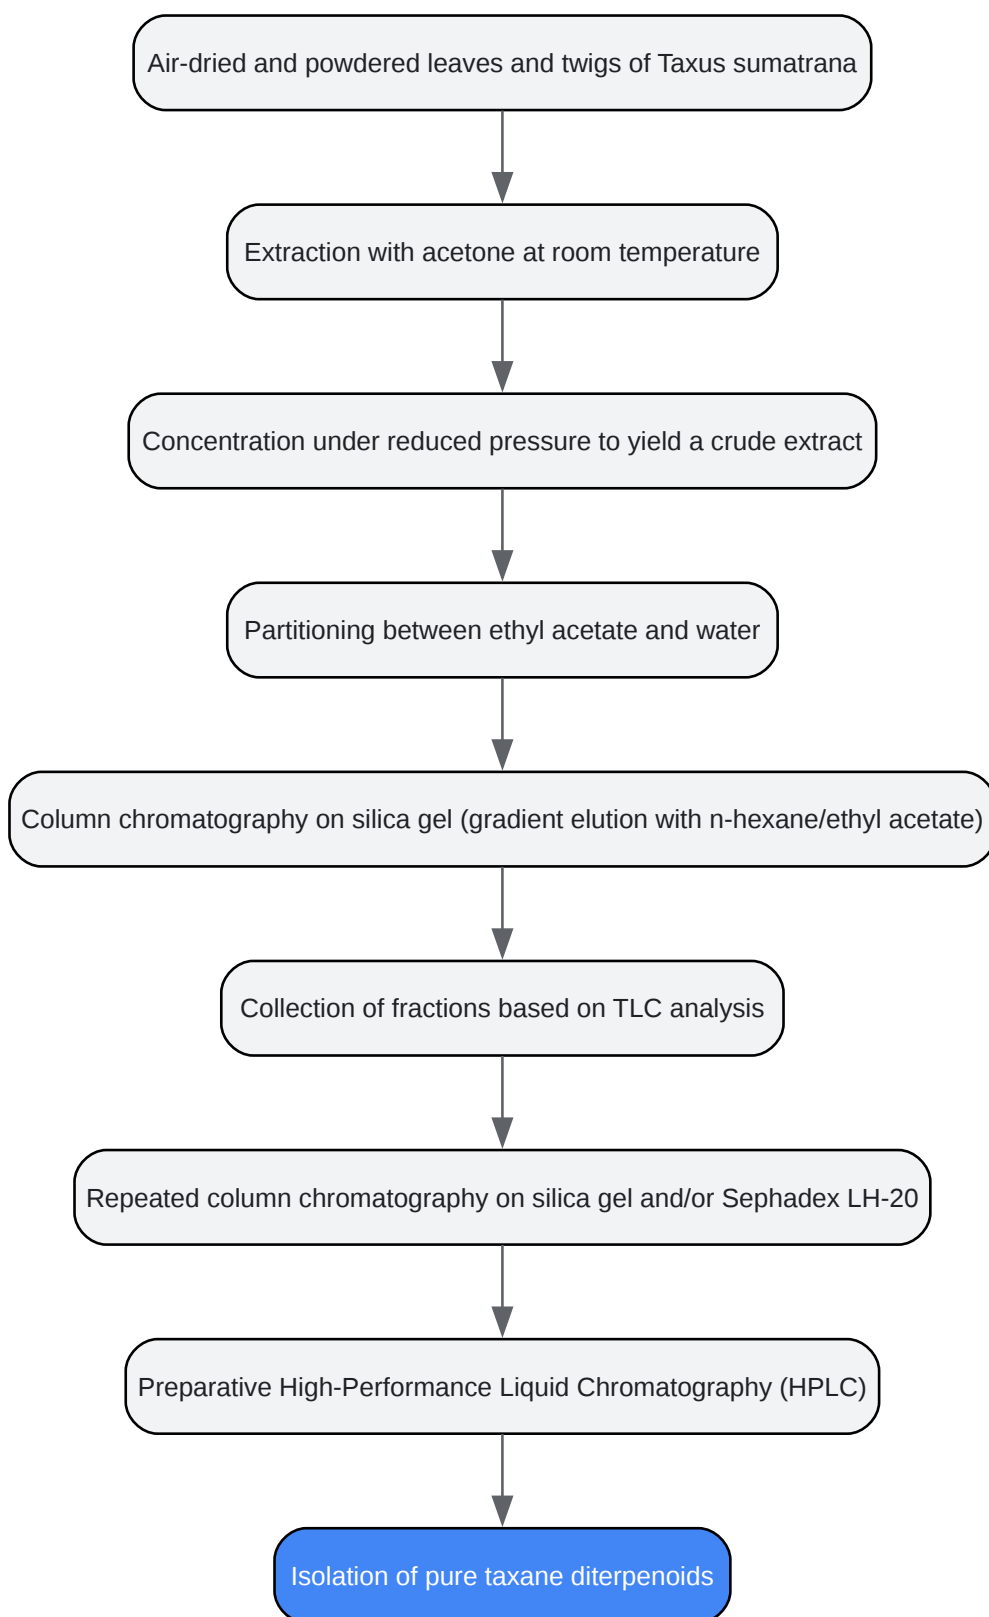 Air-dried and powdered leaves and twigs of Taxus sumatrana
Extraction with acetone at room temperature
Concentration under reduced pressure to yield a crude extract
Partitioning between ethyl acetate and water
Column chromatography on silica gel (gradient elution with n-hexane/ethyl acetate)
Collection of fractions based on TLC analysis
Repeated column chromatography on silica gel and/or Sephadex LH-20
Preparative High-Performance Liquid Chromatography (HPLC)
Isolation of pure taxane diterpenoids